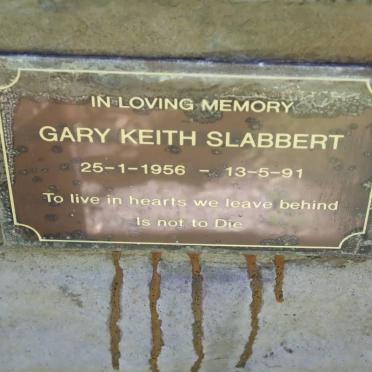 IN LOVING MEMORY
GARY KEITH SLABBERT
25-1-1956 - 13-5-91
To live in hearts we leave behind
Is not to Die